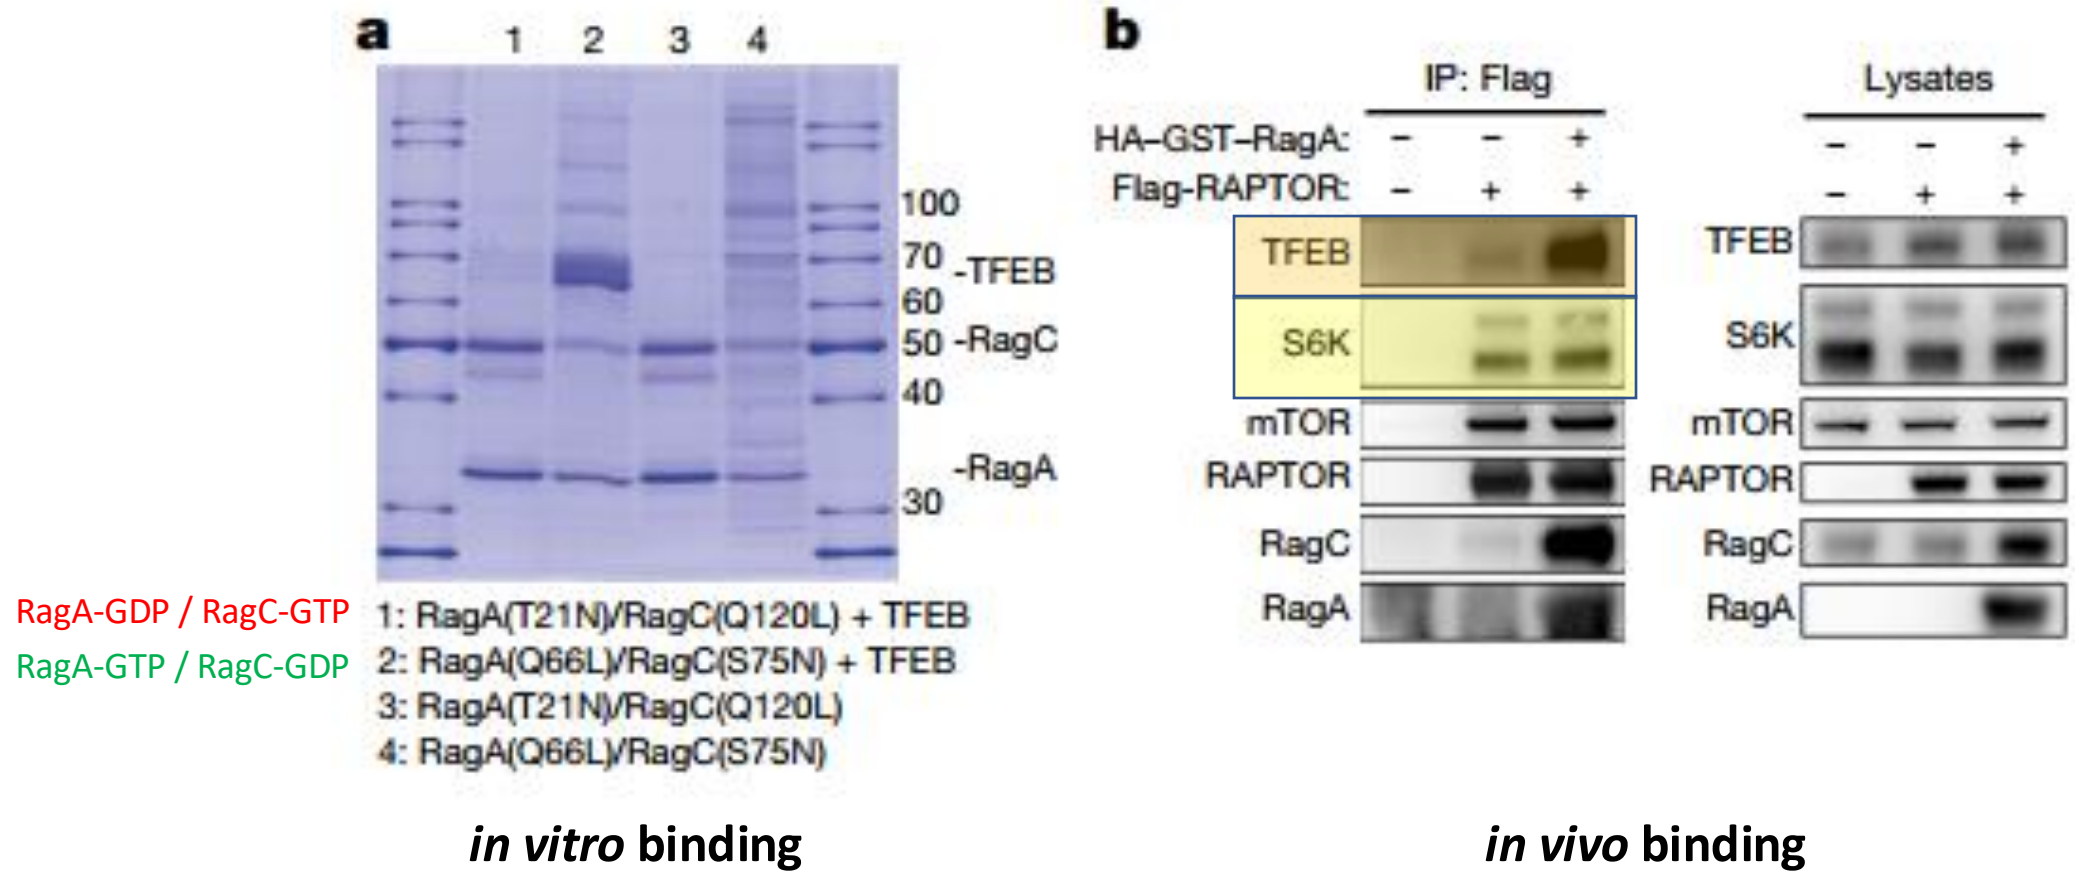 a
1 2 3 4
100
70
-TFEB
60
50 -RagC
40
-RagA
30
RagA-GDP / RagC-GTP
RagA-GTP / RagC-GDP
1: RagA(T21N)/RagC(Q120L) + TFEB
2: RagA(Q66L)/RagC(S75N) + TFEB
3: RagA(T21N)/RagC(Q120L)
4: RagA(Q66L)/RagC(S75N)
in vitro binding
b
IP: Flag
HA–GST–RagA: – – +
Flag-RAPTOR: – + +
TFEB
S6K
mTOR
RAPTOR
RagC
RagA
Lysates
– – +
– + +
TFEB
S6K
mTOR
RAPTOR
RagC
RagA
in vivo binding